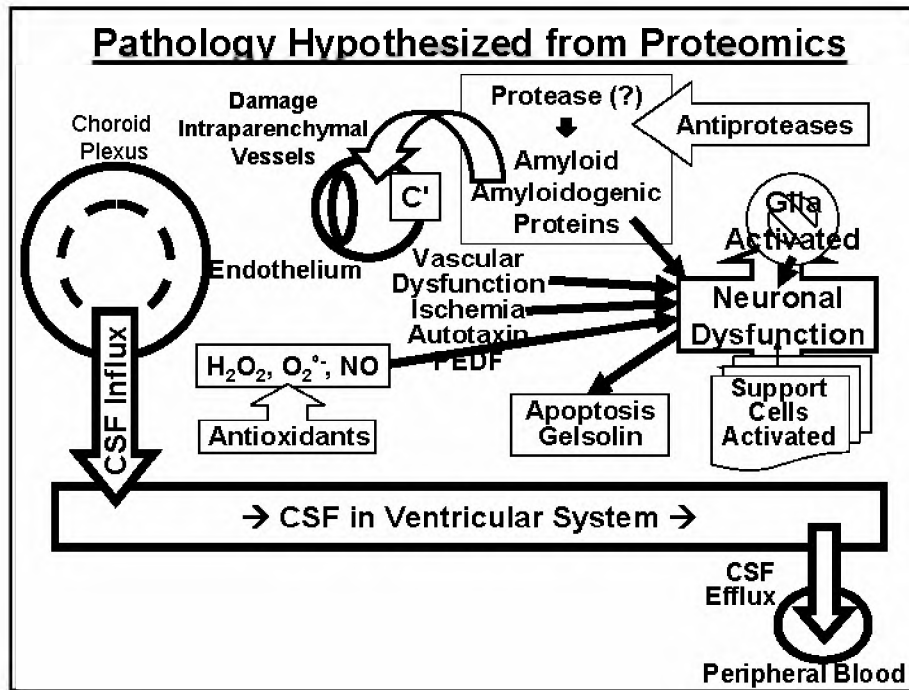 Pathology Hypothesized from Proteomics
Choroid
Plexus
Damage
Intraparenchymal
Vessels
C'
Endothelium
Protease (?)
Amyloid
Amyloidogenic
Proteins
Antiproteases
Glia
Activated
Vascular
Dysfunction
Ischemia
Autotaxin
PEDF
Neuronal
Dysfunction
H₂O₂, O₂•-, NO
Antioxidants
Apoptosis
Gelsolin
Support
Cells
Activated
CSF Influx
→ CSF in Ventricular System →
CSF
Efflux
Peripheral Blood